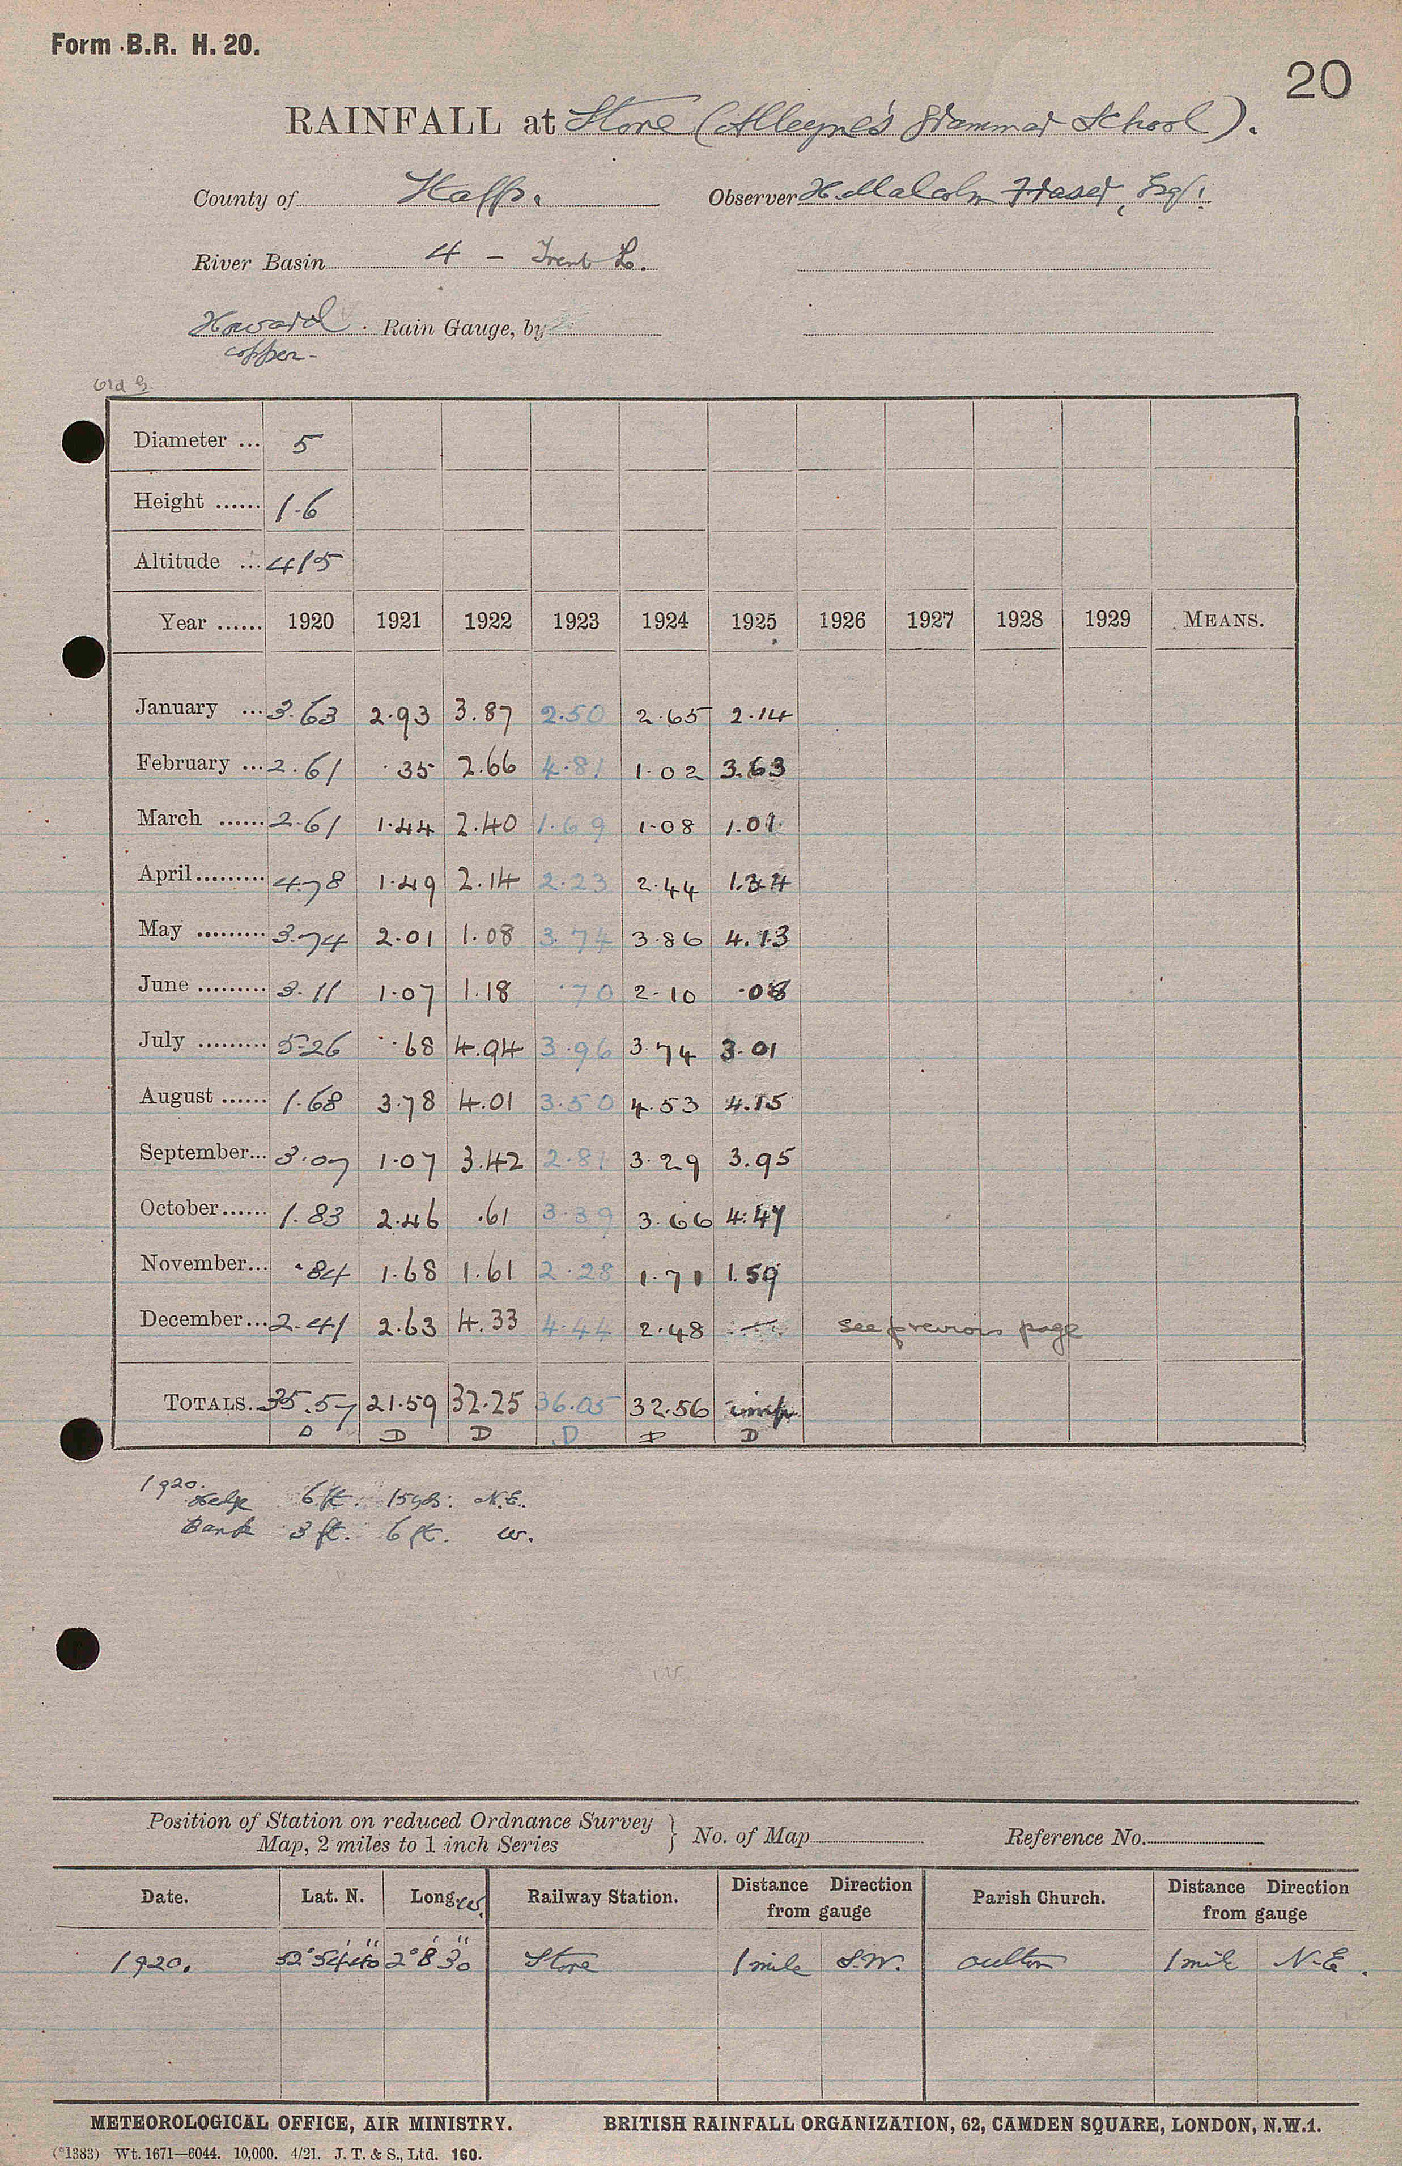 Form B.R. H. 20.
20
RAINFALL at Stone (Alleyne's Grammar School).
County of Staffs. Observer H. Malcolm Fraser, Esq.
River Basin 4 - Trent L.
Howard Rain Gauge, by
copper.
Old G
Diameter ... 5
Height ...... 1.6
Altitude ... 415
Year ...... 1920 1921 1922 1923 1924 1925 1926 1927 1928 1929 MEANS.
January ... 3.63 2.93 3.87 2.50 2.65 2.14
February ... 2.61 .35 2.66 4.81 1.02 3.63
March ...... 2.61 1.44 2.40 1.69 1.08 1.01
April......... 4.78 1.49 2.14 2.23 2.44 1.34
May ......... 3.74 2.01 1.08 3.74 3.86 4.13
June ......... 3.11 1.07 1.18 .70 2.10 .08
July ......... 5.26 .68 4.94 3.96 3.74 3.01
August ...... 1.68 3.78 4.01 3.50 4.53 4.15
September... 3.07 1.07 3.42 2.81 3.29 3.95
October...... 1.83 2.46 .61 3.39 3.66 4.47
November... .84 1.68 1.61 2.28 1.71 1.59
December... 2.41 2.63 4.33 4.44 2.48 — see previous page
TOTALS. 35.57 21.59 32.25 36.05 32.56 imp
D D D D D D
1920.
Hedge 6 ft. 15 yds. N.E.
Bank 3 ft. 6 ft. W.
Position of Station on reduced Ordnance Survey
Map, 2 miles to 1 inch Series } No. of Map Reference No.
Date. Lat. N. Long W. Railway Station. Distance from gauge Direction Parish Church. Distance from gauge Direction
1920. 52° 54' 40" 2° 8' 30" Stone 1 mile S.W. Oulton 1 mile N.E.
METEOROLOGICAL OFFICE, AIR MINISTRY. BRITISH RAINFALL ORGANIZATION, 62, CAMDEN SQUARE, LONDON, N.W.1.
(*1383) Wt. 1671—6044. 10,000. 4/21. J. T. & S., Ltd. 160.